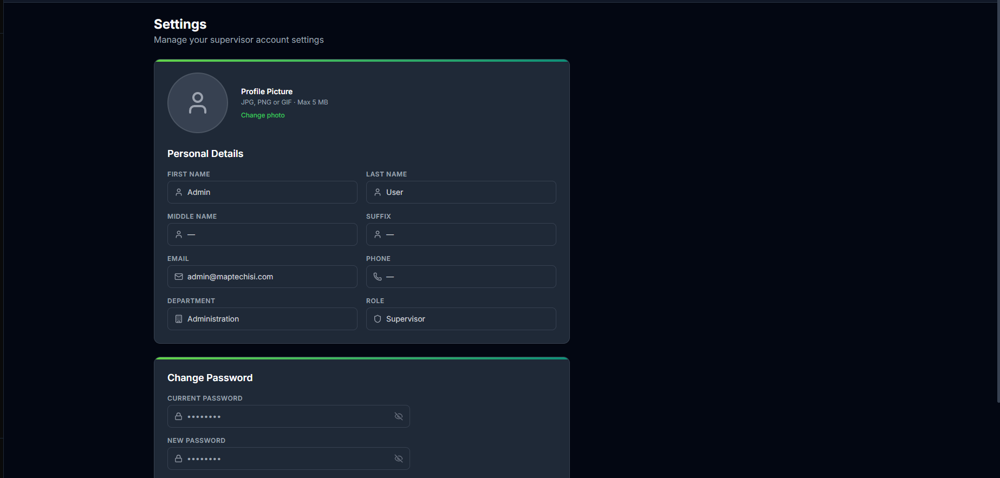 Settings
Manage your supervisor account settings
Profile Picture
JPG, PNG or GIF · Max 5 MB
Change photo
Personal Details
FIRST NAME
Admin
LAST NAME
User
MIDDLE NAME
—
SUFFIX
—
EMAIL
admin@maptechisi.com
PHONE
—
DEPARTMENT
Administration
ROLE
Supervisor
Change Password
CURRENT PASSWORD
••••••••
NEW PASSWORD
••••••••